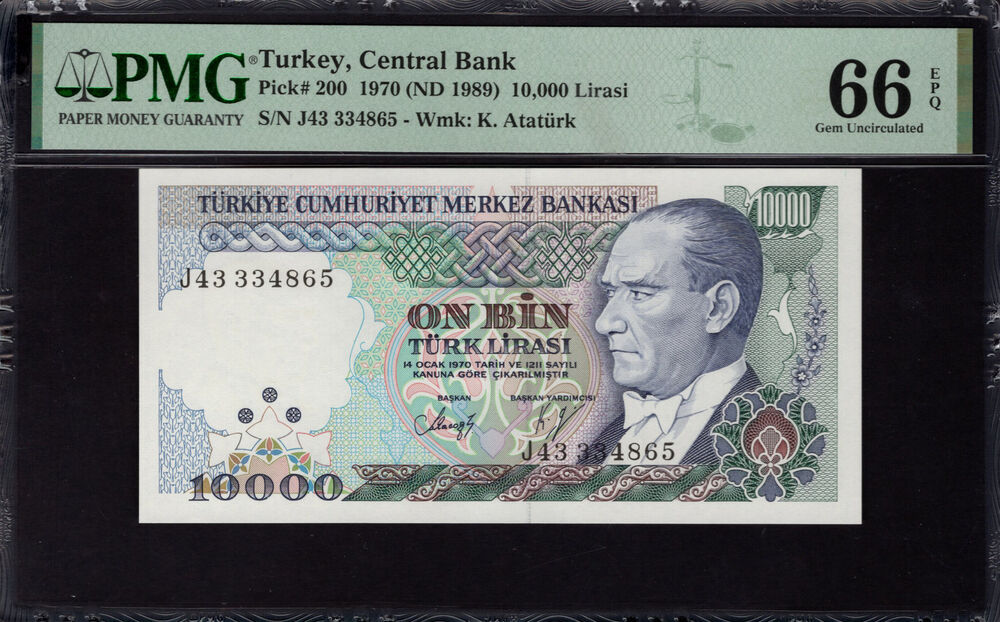 PMG®
PAPER MONEY GUARANTY
Turkey, Central Bank
Pick# 200 1970 (ND 1989) 10,000 Lirasi
S/N J43 334865 - Wmk: K. Atatürk
66
EPQ
Gem Uncirculated
TÜRKİYE CUMHURİYET MERKEZ BANKASI
10000
J43 334865
ON BİN
TÜRK LİRASI
14 OCAK 1970 TARİH VE 1211 SAYILI
KANUNA GÖRE ÇIKARILMIŞTIR
BAŞKAN BAŞKAN YARDIMCISI
J43 334865
10000